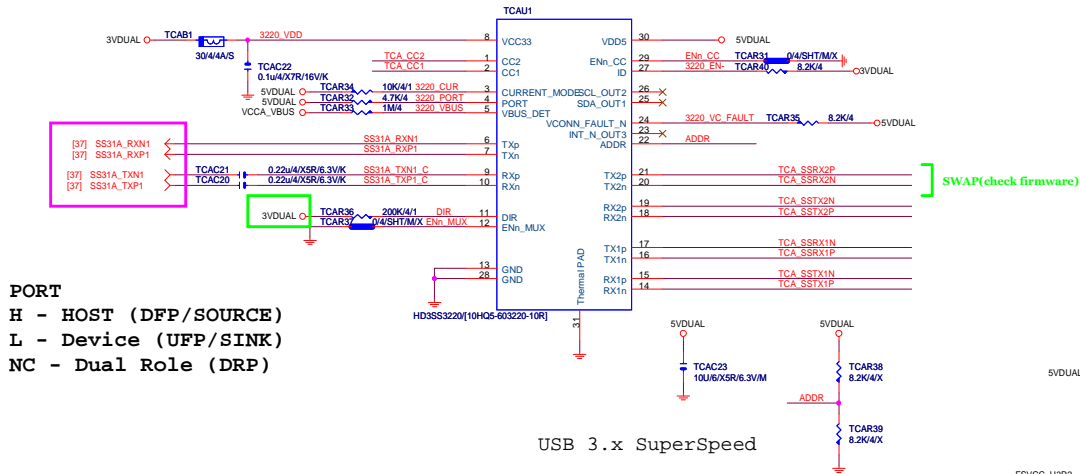 TCAU1
3VDUAL TCAB1 3220_VDD 8 VCC33 VDD5 30 5VDUAL
30/4/4A/S
TCAC22
0.1u/4/X7R/16V/K
TCA_CC2 1 CC2
TCA_CC1 2 CC1
ENn_CC 29 ENn_CC TCAR31 0/4/SHT/M/X
ID 27 3220_EN- TCAR40 8.2K/4 3VDUAL
5VDUAL TCAR34 10K/4/1 3220_CUR 3 CURRENT_MODE
5VDUAL TCAR32 4.7K/4 3220_PORT 4 PORT
VCCA_VBUS TCAR33 1M/4 3220_VBUS 5 VBUS_DET
SCL_OUT2 26
SDA_OUT1 25
VCONN_FAULT_N 24 3220_VC_FAULT TCAR35 8.2K/4 5VDUAL
INT_N_OUT3 23
ADDR 22 ADDR
[37] SS31A_RXN1 SS31A_RXN1 6 TXp
[37] SS31A_RXP1 SS31A_RXP1 7 TXn
[37] SS31A_TXN1 TCAC21 0.22u/4/X5R/6.3V/K SS31A_TXN1_C 9 RXp
[37] SS31A_TXP1 TCAC20 0.22u/4/X5R/6.3V/K SS31A_TXP1_C 10 RXn
TX2p 21 TCA_SSRX2P
TX2n 20 TCA_SSRX2N
SWAP(check firmware)
RX2p 19 TCA_SSTX2N
RX2n 18 TCA_SSTX2P
3VDUAL TCAR36 200K/4/1 DIR 11 DIR
TCAR37 0/4/SHT/M/X ENn_MUX 12 ENn_MUX
TX1p 17 TCA_SSRX1N
TX1n 16 TCA_SSRX1P
13 GND
28 GND
RX1p 15 TCA_SSTX1N
RX1n 14 TCA_SSTX1P
Thermal PAD
31
HD3SS3220/[10HQ5-603220-10R]
PORT
H - HOST (DFP/SOURCE)
L - Device (UFP/SINK)
NC - Dual Role (DRP)
5VDUAL
TCAC23
10U/6/X5R/6.3V/M
5VDUAL
TCAR38
8.2K/4/X
ADDR
TCAR39
8.2K/4/X
5VDUAL
USB 3.x SuperSpeed